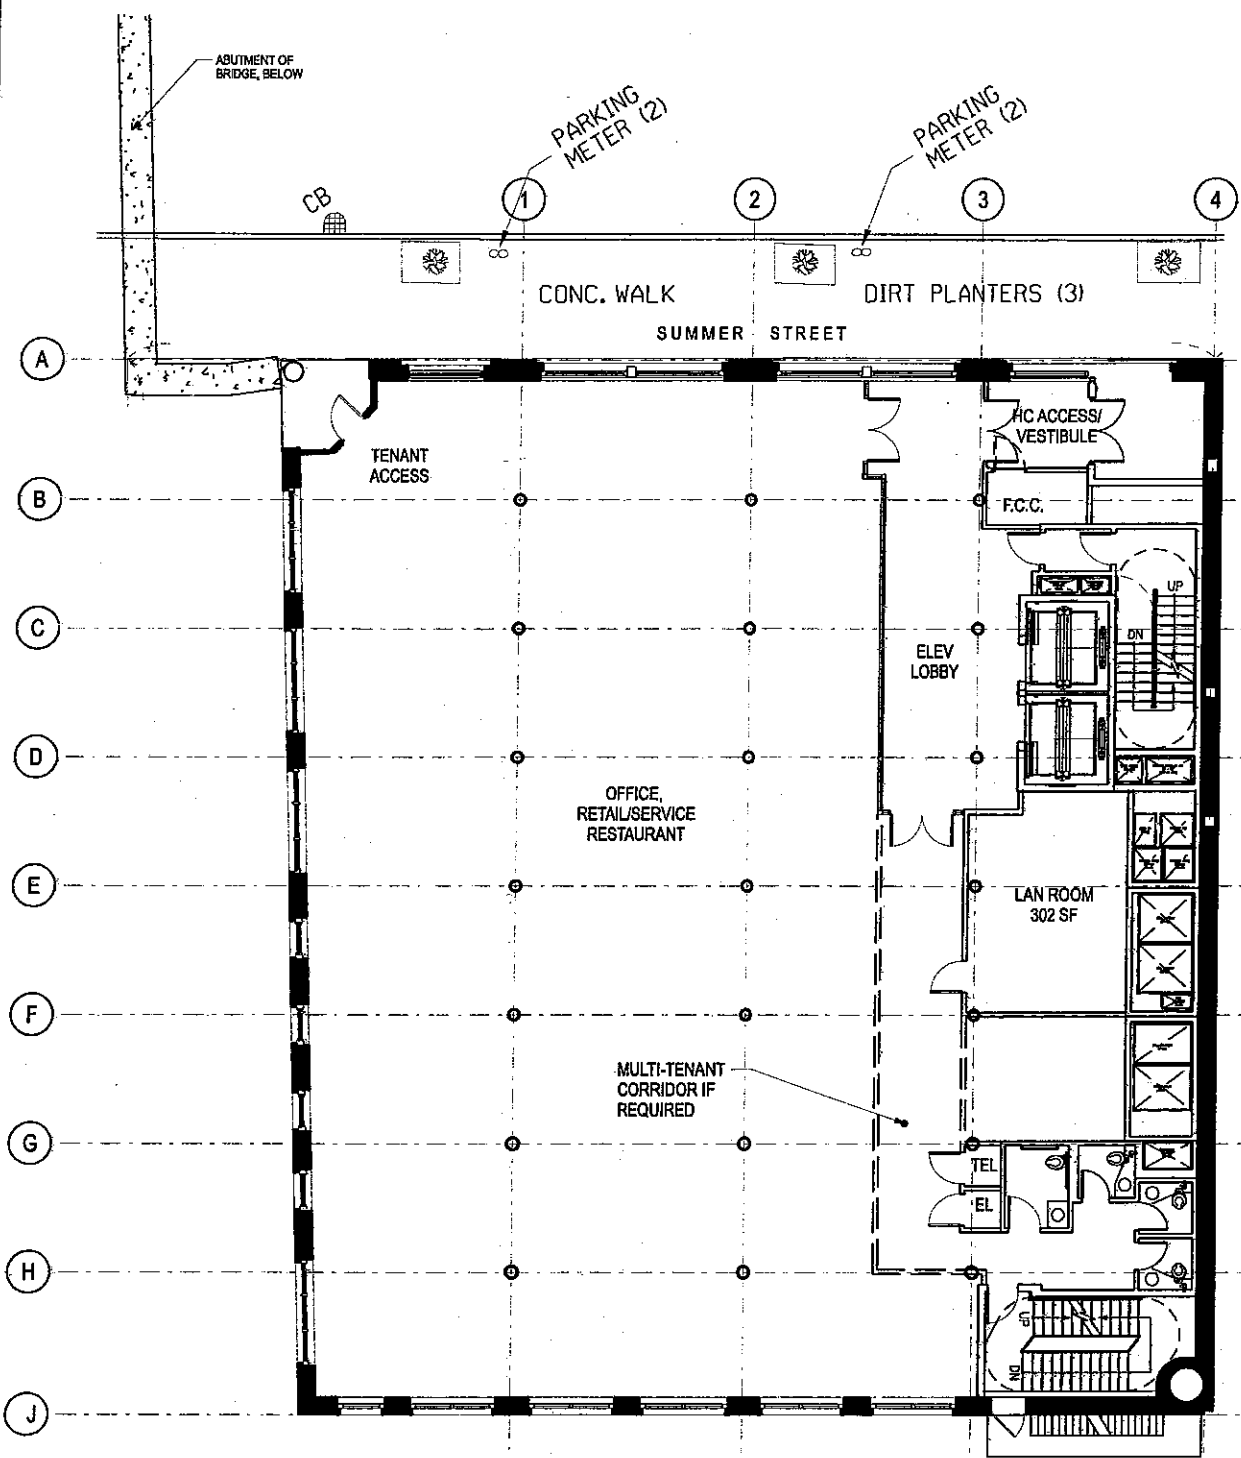 ABUTMENT OF
BRIDGE, BELOW
PARKING
METER (2)
PARKING
METER (2)
CB
1
2
3
4
CONC. WALK
DIRT PLANTERS (3)
SUMMER STREET
A
HC ACCESS/
VESTIBULE
TENANT
ACCESS
B
F.C.C.
UP
C
DN
ELEV
LOBBY
D
OFFICE,
RETAIL/SERVICE
RESTAURANT
E
LAN ROOM
302 SF
F
MULTI-TENANT
CORRIDOR IF
REQUIRED
G
TEL
EL
H
UP
DN
J